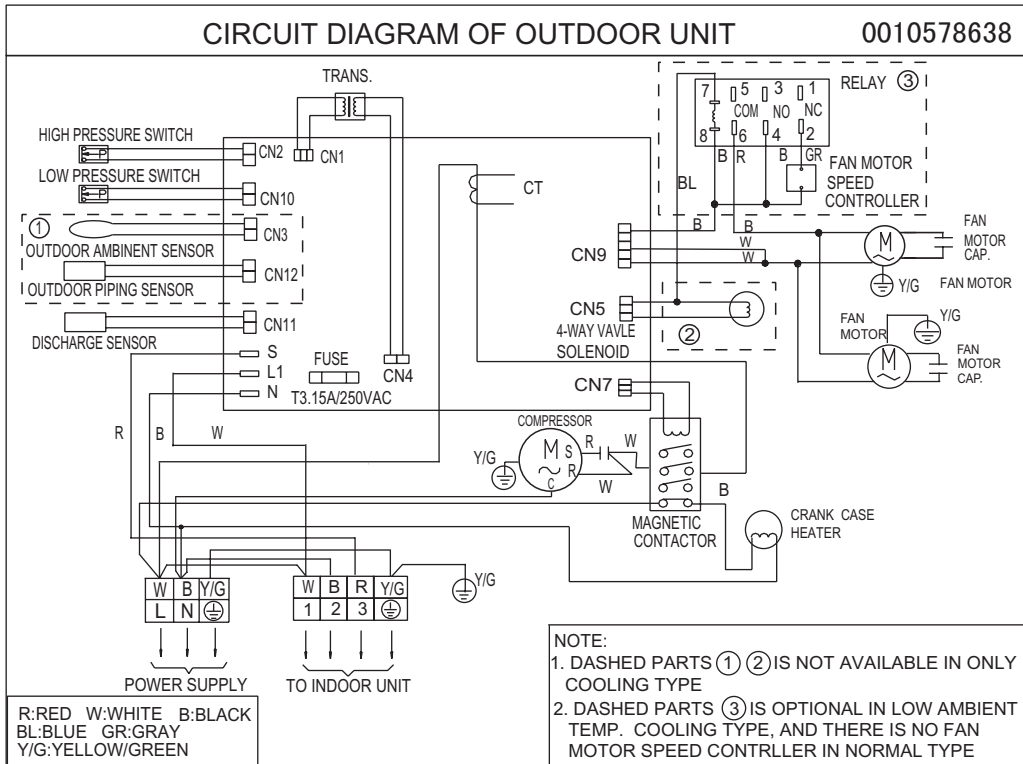 CIRCUIT DIAGRAM OF OUTDOOR UNIT
0010578638
TRANS.
HIGH PRESSURE SWITCH
P
CN2
CN1
LOW PRESSURE SWITCH
P
CN10
①
CN3
OUTDOOR AMBINENT SENSOR
CN12
OUTDOOR PIPING SENSOR
CN11
DISCHARGE SENSOR
S
L1
N
FUSE
T3.15A/250VAC
CN4
CT
RELAY ③
7 5 3 1
COM NO NC
8 6 4 2
B R B GR
BL
FAN MOTOR
SPEED
CONTROLLER
CN9
B
B
W
W
M
FAN
MOTOR
CAP.
Y/G
FAN MOTOR
CN5
4-WAY VAVLE
SOLENOID
②
FAN
MOTOR
Y/G
M
FAN
MOTOR
CAP.
CN7
COMPRESSOR
Y/G
M S
R
C
R W
W
B
MAGNETIC
CONTACTOR
CRANK CASE
HEATER
R B W
W B Y/G
L N
POWER SUPPLY
W B R Y/G
1 2 3
TO INDOOR UNIT
Y/G
R:RED W:WHITE B:BLACK
BL:BLUE GR:GRAY
Y/G:YELLOW/GREEN
NOTE:
1. DASHED PARTS ① ② IS NOT AVAILABLE IN ONLY
COOLING TYPE
2. DASHED PARTS ③ IS OPTIONAL IN LOW AMBIENT
TEMP. COOLING TYPE, AND THERE IS NO FAN
MOTOR SPEED CONTRLLER IN NORMAL TYPE